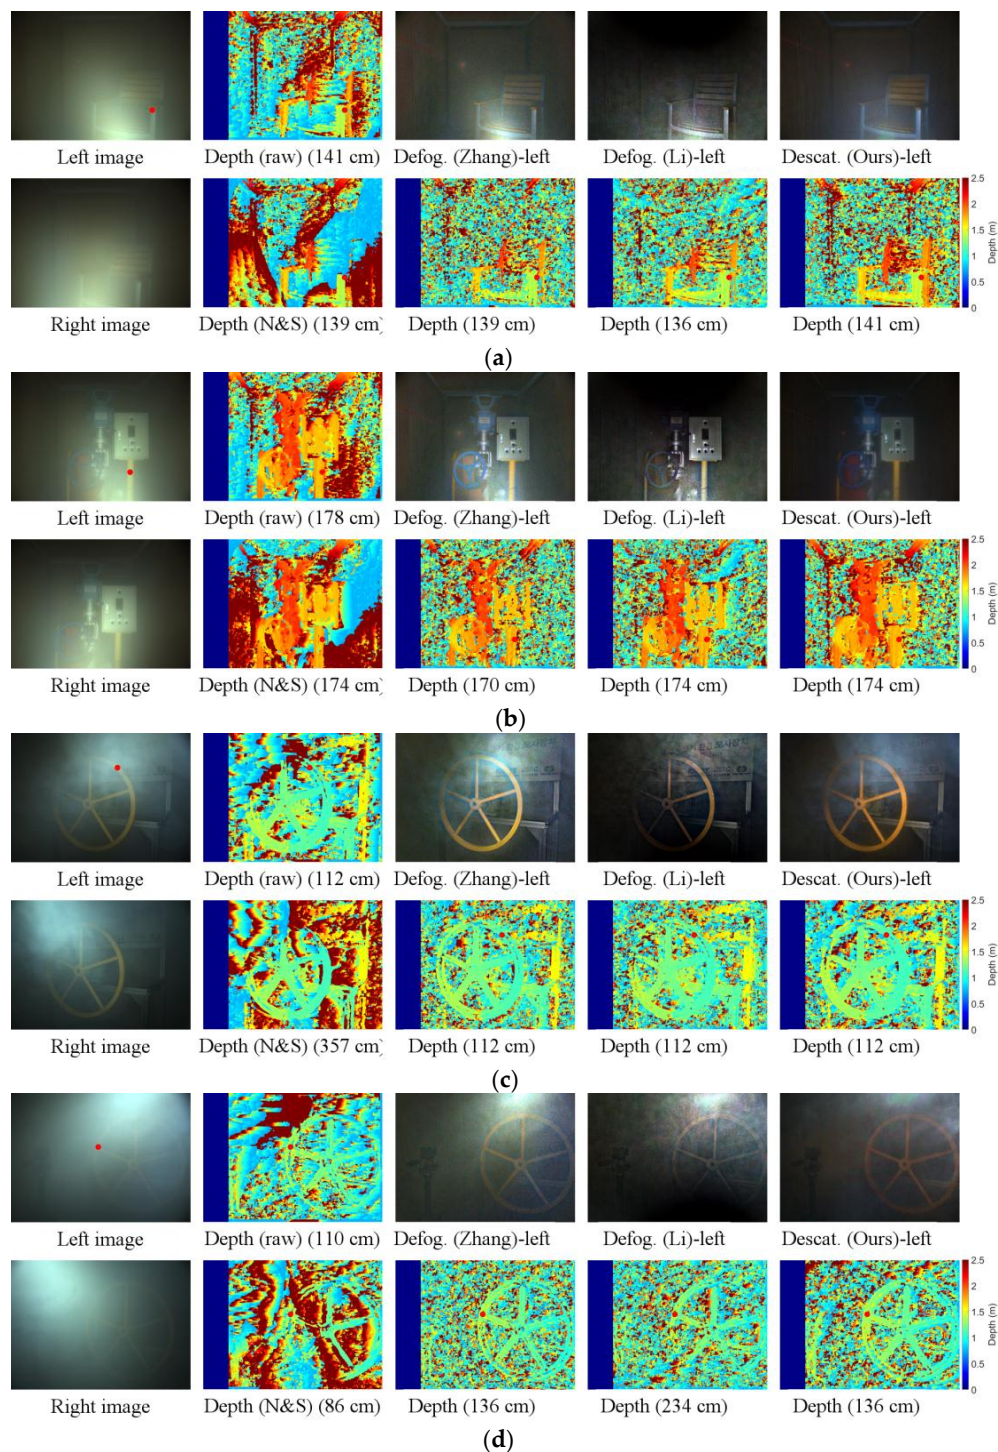 Left image Depth (raw) (141 cm) Defog. (Zhang)-left Defog. (Li)-left Descat. (Ours)-left
2.5
2
1.5
1
0.5
0
Depth (m)
Right image Depth (N&S) (139 cm) Depth (139 cm) Depth (136 cm) Depth (141 cm)
(a)
Left image Depth (raw) (178 cm) Defog. (Zhang)-left Defog. (Li)-left Descat. (Ours)-left
2.5
2
1.5
1
0.5
0
Depth (m)
Right image Depth (N&S) (174 cm) Depth (170 cm) Depth (174 cm) Depth (174 cm)
(b)
Left image Depth (raw) (112 cm) Defog. (Zhang)-left Defog. (Li)-left Descat. (Ours)-left
2.5
2
1.5
1
0.5
0
Depth (m)
Right image Depth (N&S) (357 cm) Depth (112 cm) Depth (112 cm) Depth (112 cm)
(c)
Left image Depth (raw) (110 cm) Defog. (Zhang)-left Defog. (Li)-left Descat. (Ours)-left
2.5
2
1.5
1
0.5
0
Depth (m)
Right image Depth (N&S) (86 cm) Depth (136 cm) Depth (234 cm) Depth (136 cm)
(d)